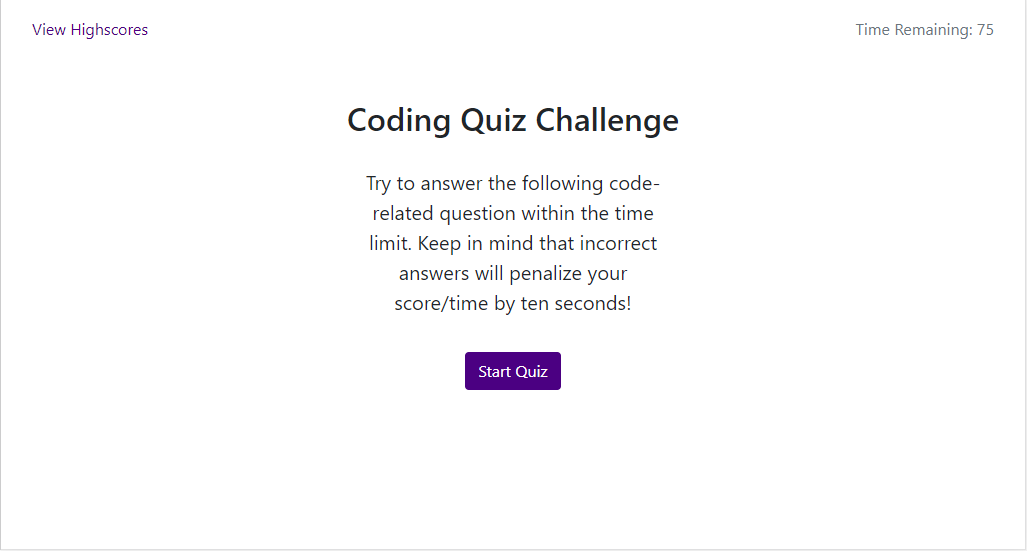 View Highscores
Time Remaining: 75
Coding Quiz Challenge
Try to answer the following code-
related question within the time
limit. Keep in mind that incorrect
answers will penalize your
score/time by ten seconds!
Start Quiz